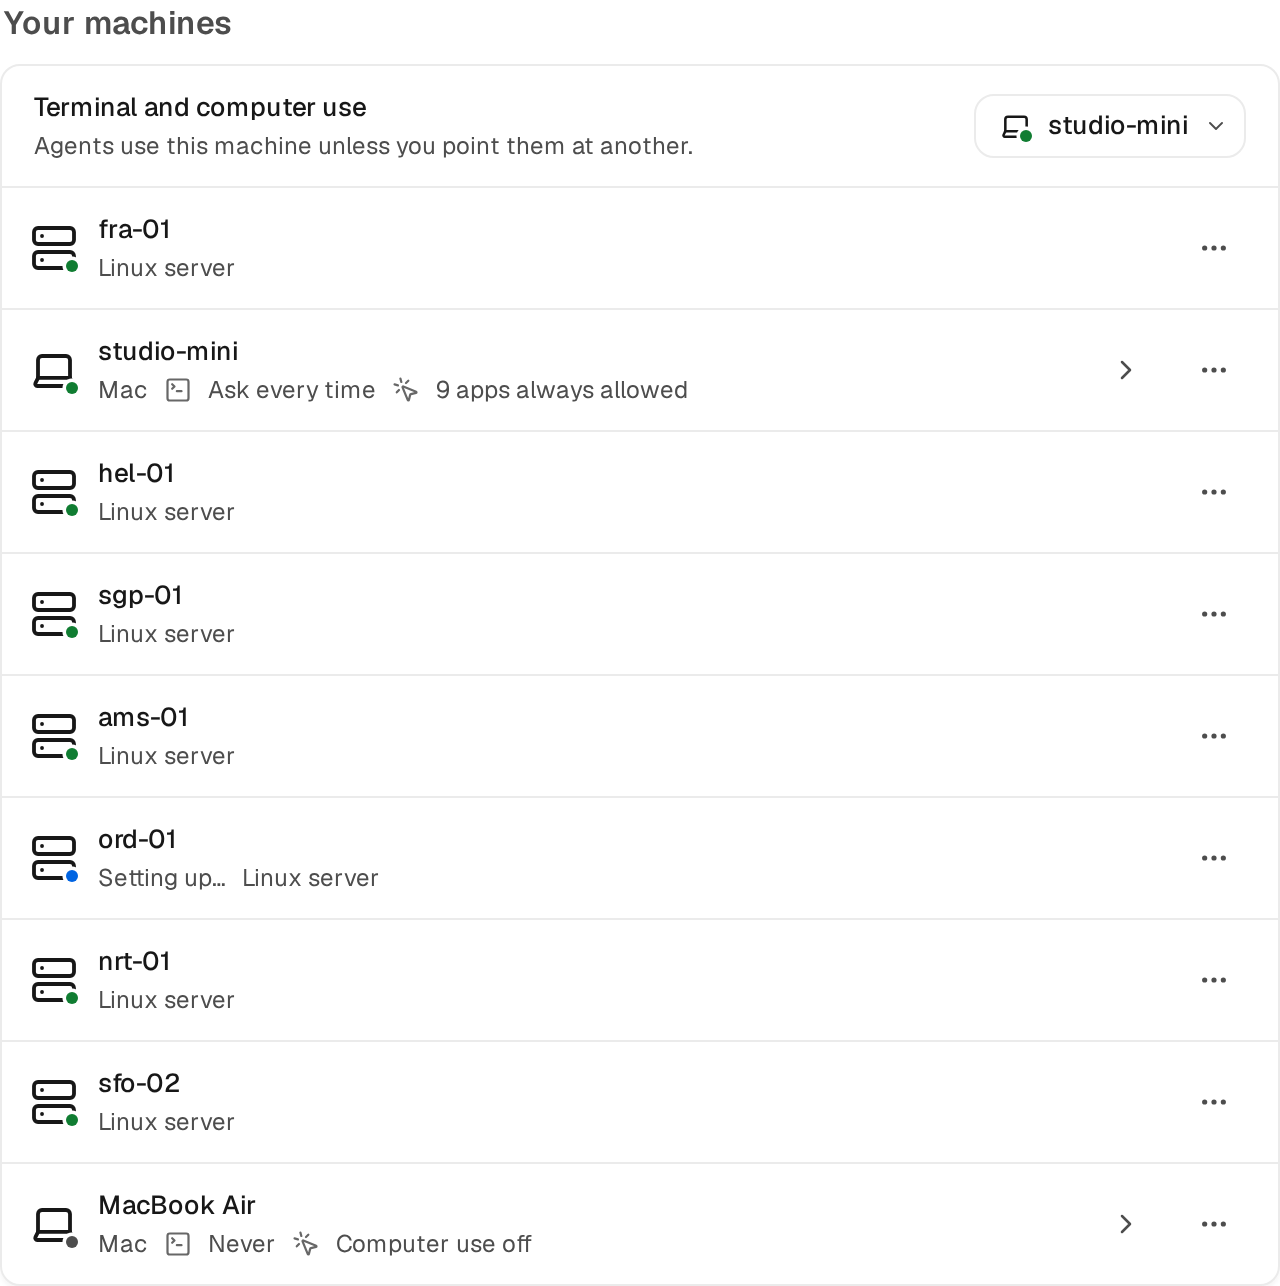 Your machines
Terminal and computer use
Agents use this machine unless you point them at another.
studio-mini
fra-01
Linux server
studio-mini
Mac Ask every time 9 apps always allowed
hel-01
Linux server
sgp-01
Linux server
ams-01
Linux server
ord-01
Setting up… Linux server
nrt-01
Linux server
sfo-02
Linux server
MacBook Air
Mac Never Computer use off